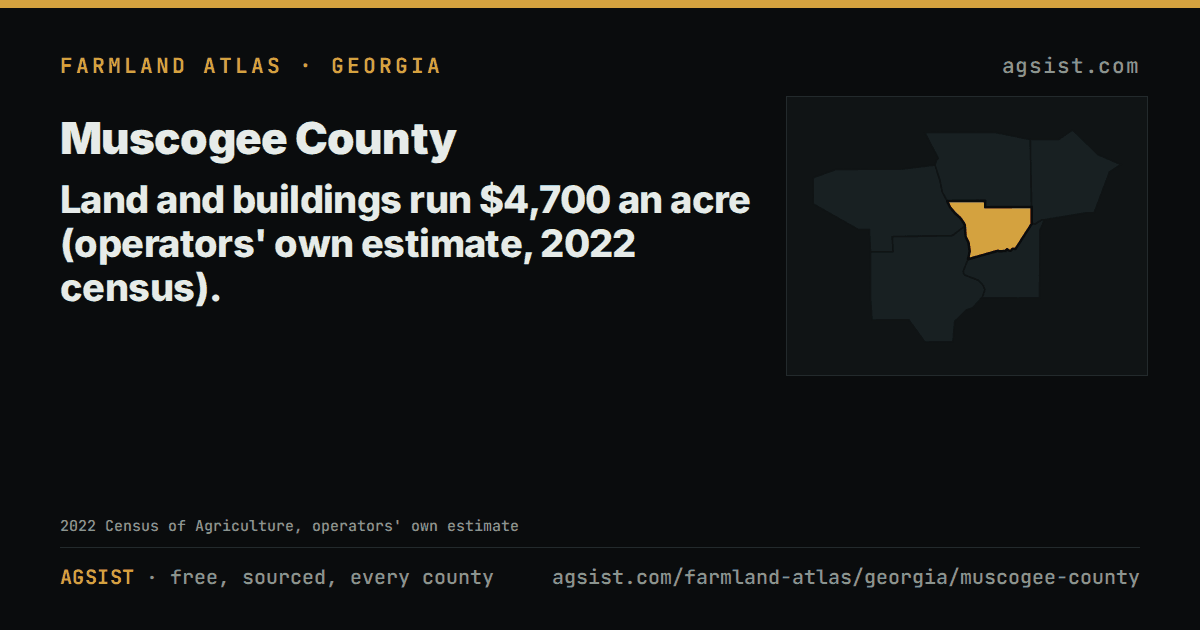 FARMLAND ATLAS · GEORGIA
agsist.com
Muscogee County
Land and buildings run $4,700 an acre
(operators' own estimate, 2022
census).
2022 Census of Agriculture, operators' own estimate
AGSIST · free, sourced, every county
agsist.com/farmland-atlas/georgia/muscogee-county